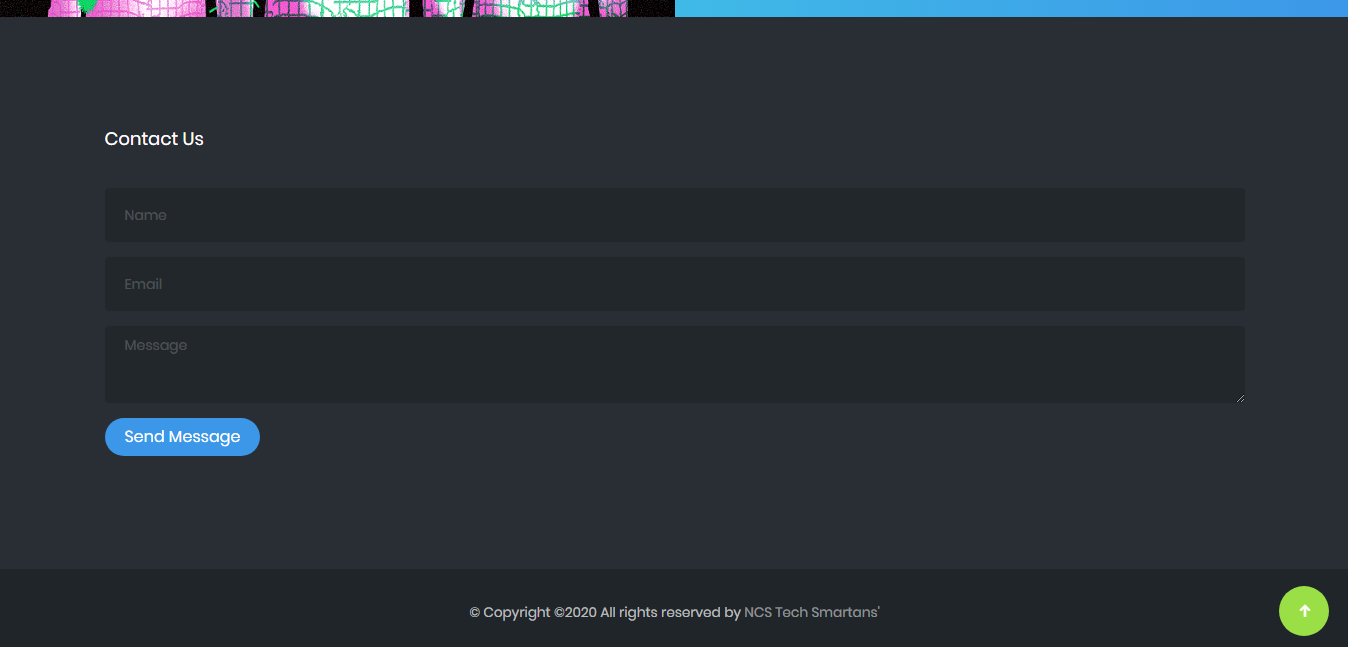 Contact Us
Name
Email
Message
Send Message
© Copyright ©2020 All rights reserved by NCS Tech Smartans'